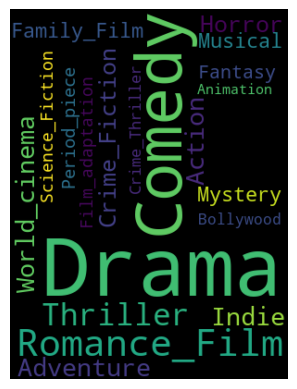 Family_Film
Horror
Musical
Science_Fiction
Period_piece
Film_adaptation
Crime_Fiction
Crime_Thriller
Comedy
Action
Fantasy
Animation
World_cinema
Mystery
Bollywood
Drama
Thriller
Indie
Romance_Film
Adventure